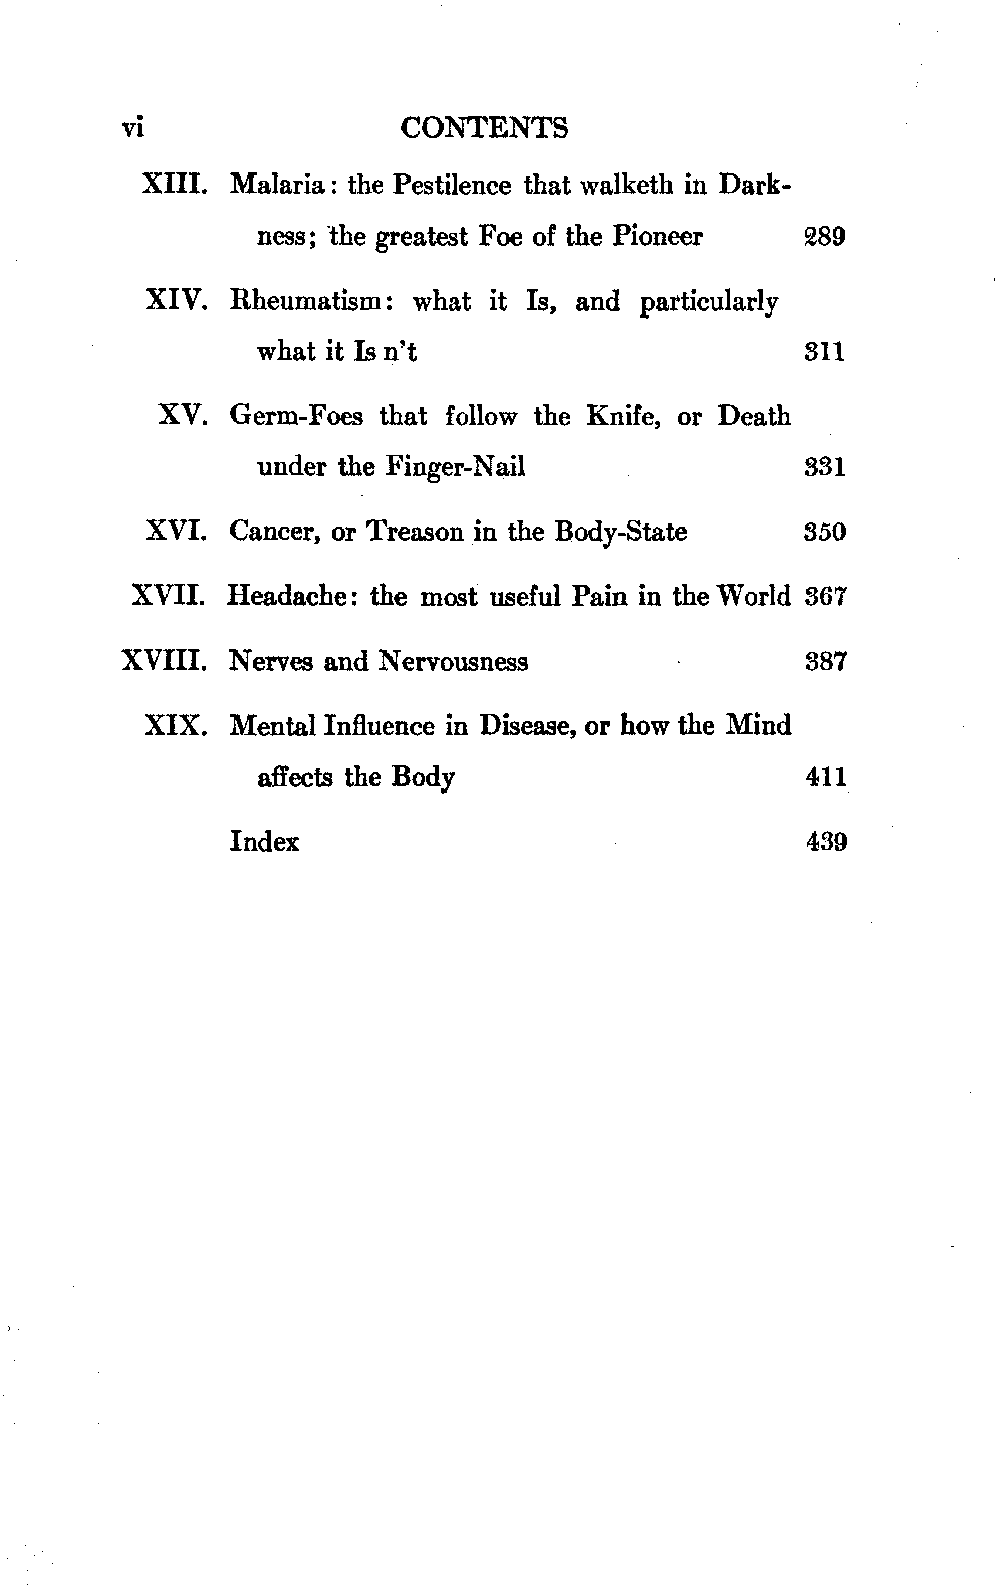 vi CONTENTS
XIII. Malaria: the Pestilence that walketh in Dark-
ness; the greatest Foe of the Pioneer 289
XIV. Rheumatism: what it Is, and particularly
what it Is n't 311
XV. Germ-Foes that follow the Knife, or Death
under the Finger-Nail 331
XVI. Cancer, or Treason in the Body-State 350
XVII. Headache: the most useful Pain in the World 367
XVIII. Nerves and Nervousness 387
XIX. Mental Influence in Disease, or how the Mind
affects the Body 411
Index 439